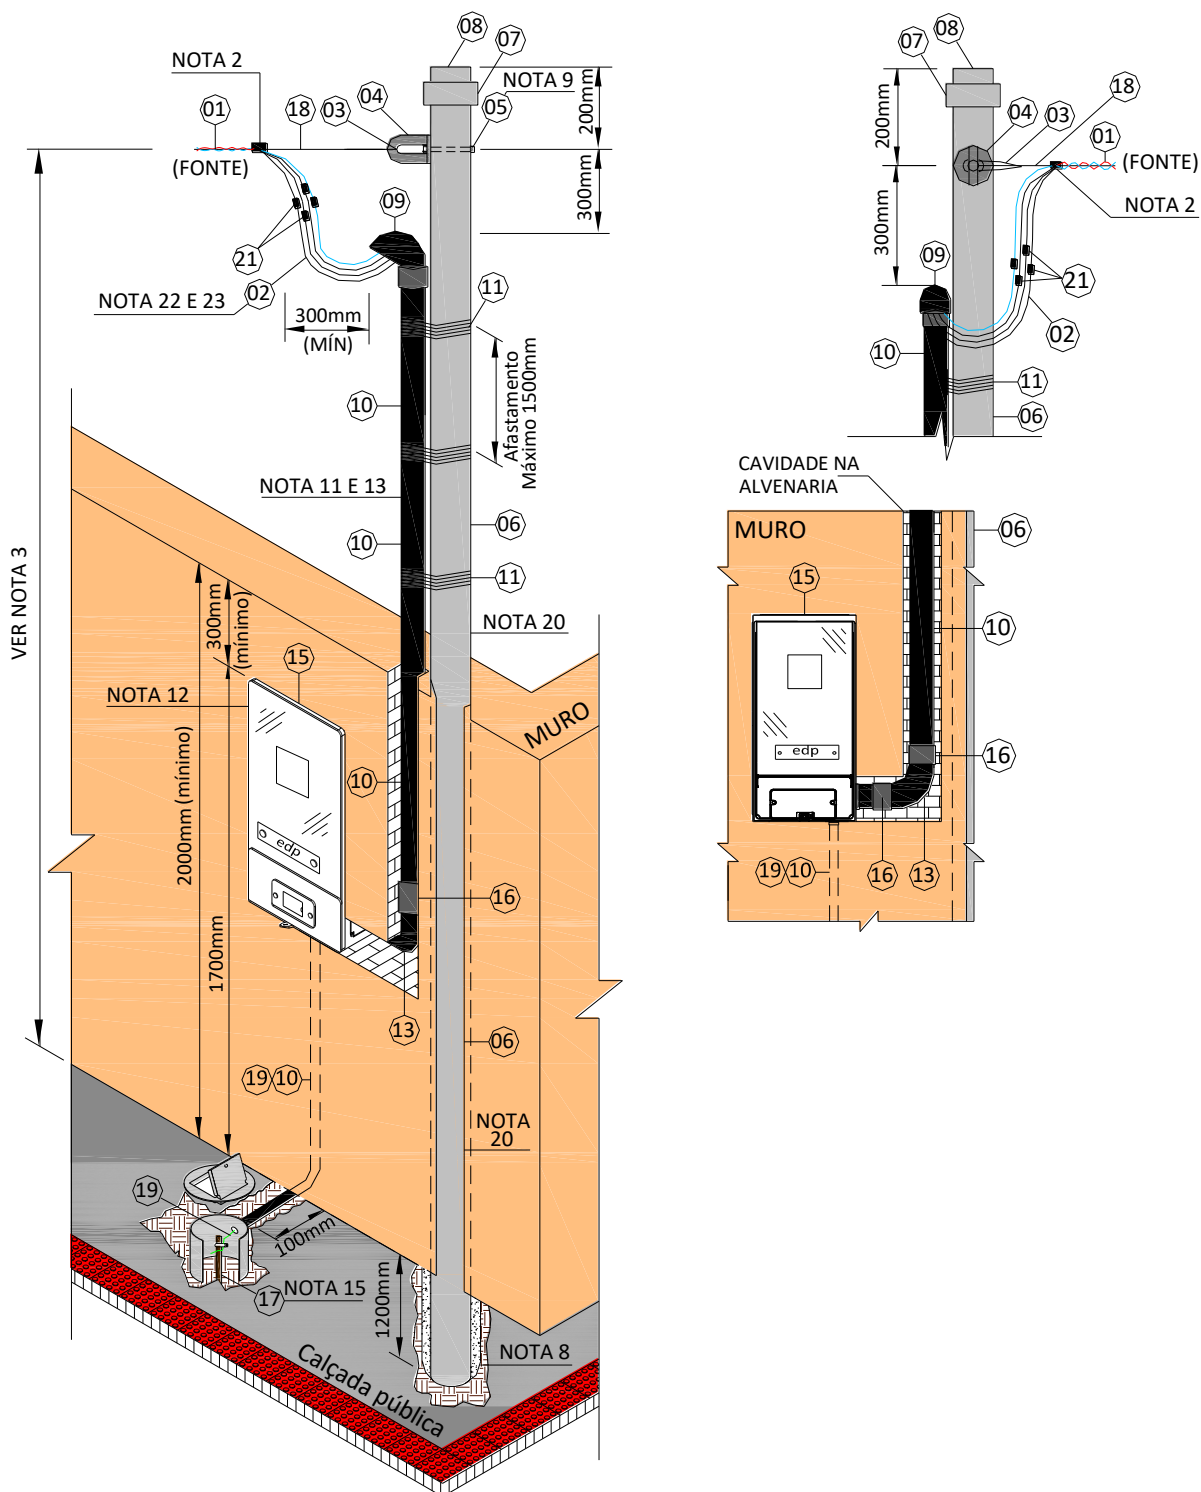 08
07
NOTA 2
NOTA 9
04
01
18
03
05
200mm
(FONTE)
300mm
09
21
02
NOTA 22 E 23
11
300mm
(MÍN)
Afastamento
Máximo 1500mm
10
NOTA 11 E 13
06
10
11
VER NOTA 3
300mm
(mínimo)
NOTA 20
15
NOTA 12
MURO
2000mm (mínimo)
10
edp
16
1700mm
13
06
19
10
NOTA
20
19
100mm
17
NOTA 15
1200mm
NOTA 8
Calçada pública
08
07
200mm
04
18
03
01
(FONTE)
NOTA 2
300mm
09
21
02
10
11
06
CAVIDADE NA
ALVENARIA
MURO
06
15
10
edp
16
19
10
16
13